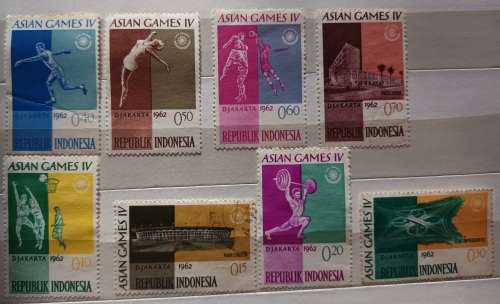 ASIAN GAMES IV
DJAKARTA 1962
0.40
REPUBLIK INDONESIA
ASIAN GAMES IV
DJAKARTA 1962
0.50
REPUBLIK INDONESIA
ASIAN GAMES IV
DJAKARTA 1962
0.60
REPUBLIK INDONESIA
ASIAN GAMES IV
DJAKARTA 1962
0.70
REPUBLIK INDONESIA
ASIAN GAMES IV
DJAKARTA 1962
0.10
REPUBLIK INDONESIA
ASIAN GAMES IV
DJAKARTA 1962
0.15
REPUBLIK INDONESIA
ASIAN GAMES IV
DJAKARTA 1962
0.20
REPUBLIK INDONESIA
ASIAN GAMES IV
DJAKARTA 1962
REPUBLIK INDONESIA